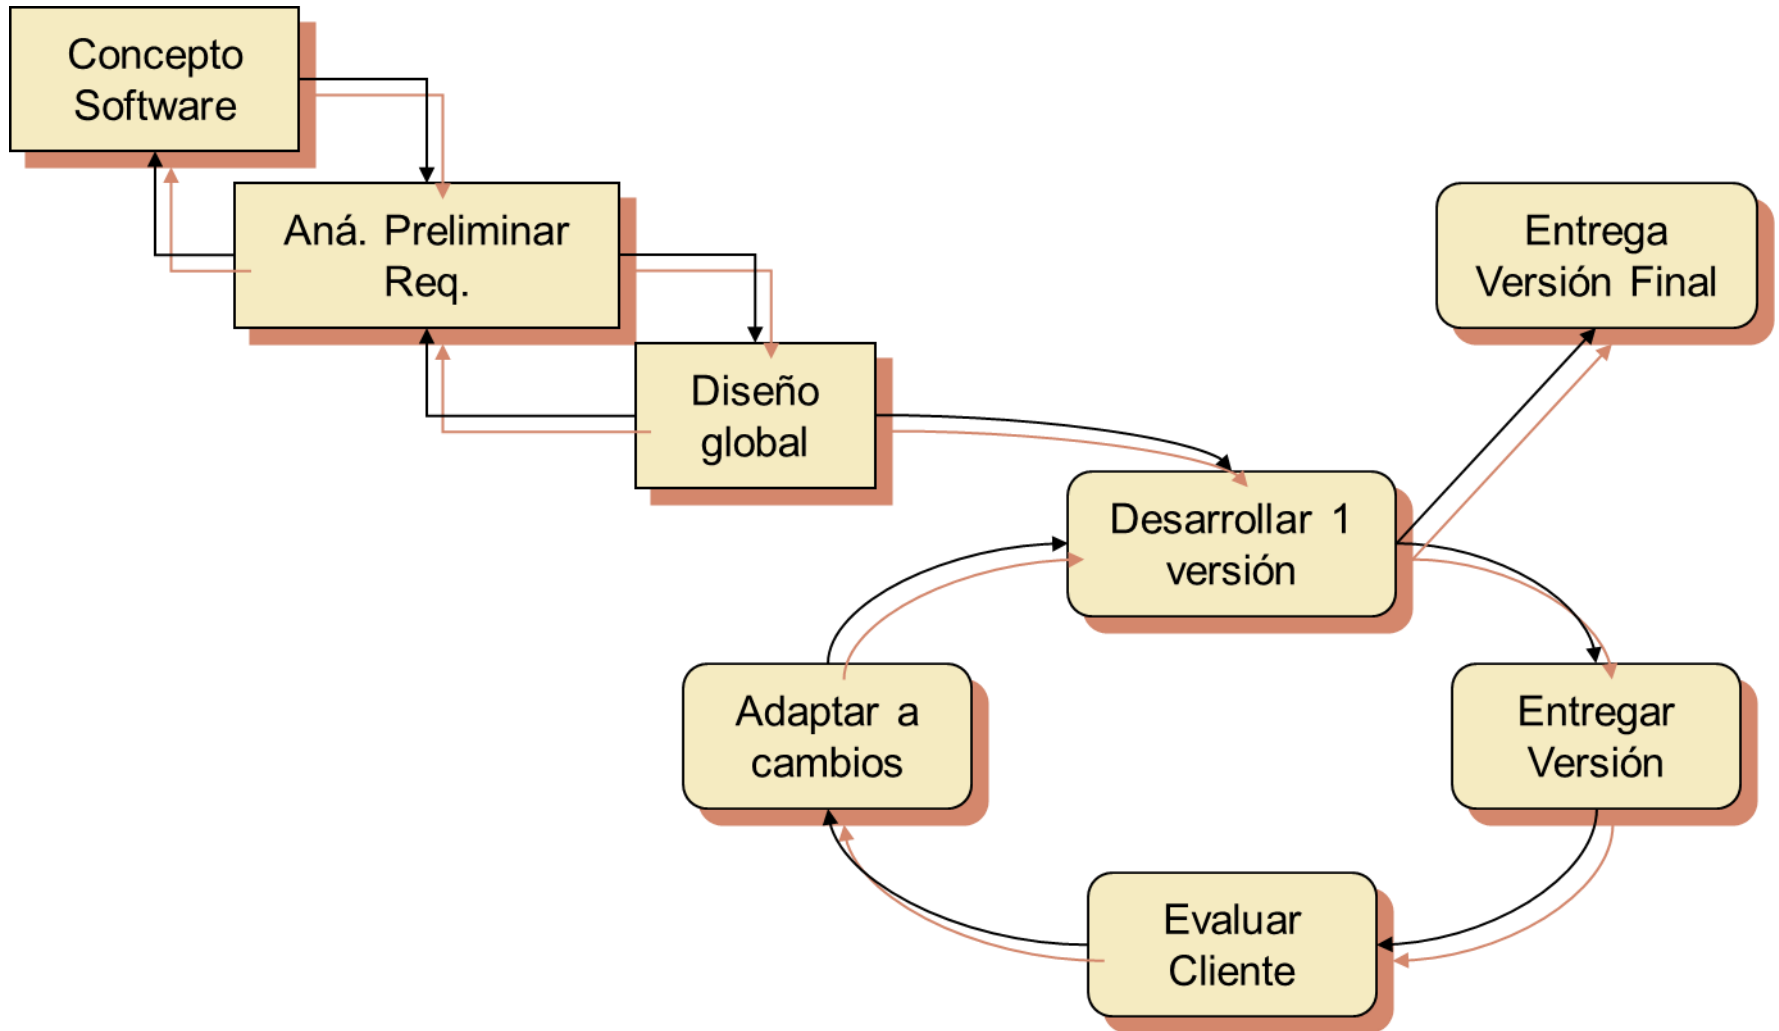 Concepto
Software
Aná. Preliminar
Req.
Diseño
global
Entrega
Versión Final
Desarrollar 1
versión
Adaptar a
cambios
Entregar
Versión
Evaluar
Cliente